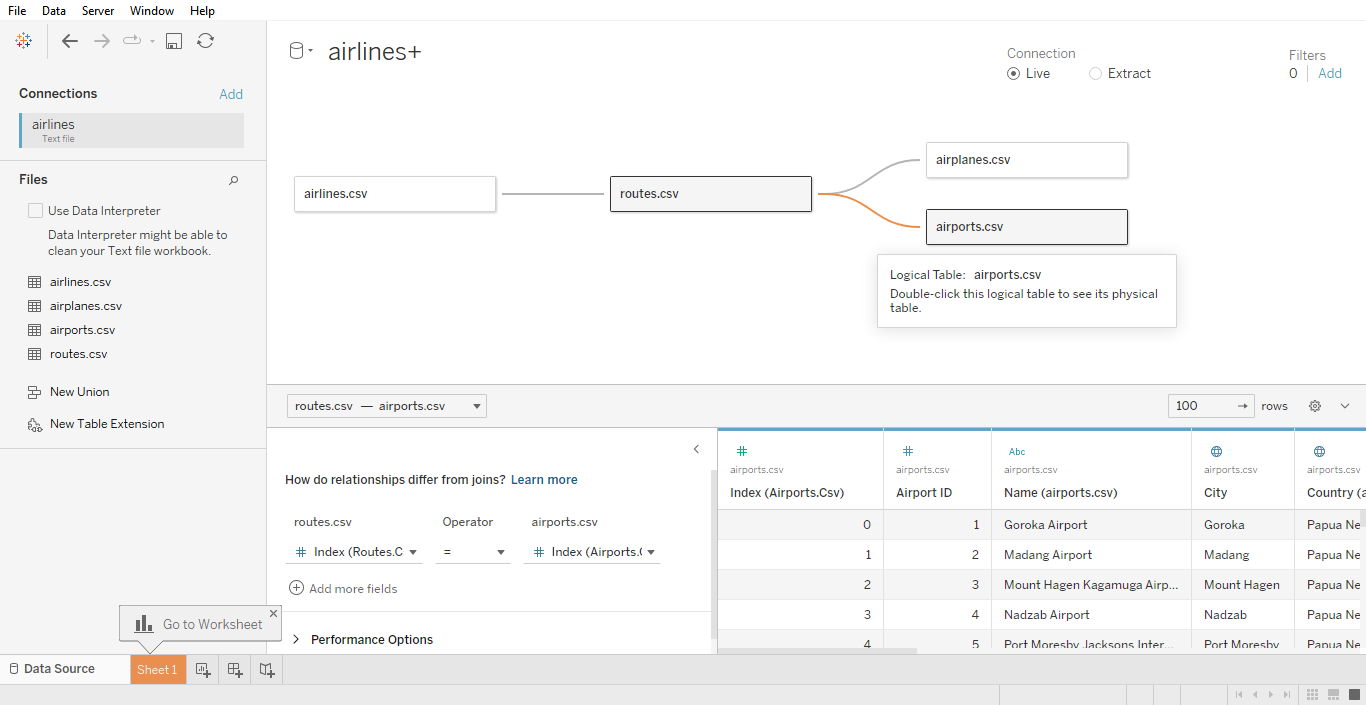 File Data Server Window Help
airlines+
Connection
Live Extract
Filters
0 Add
Connections Add
airlines
Text file
Files
Use Data Interpreter
Data Interpreter might be able to
clean your Text file workbook.
airlines.csv
airplanes.csv
airports.csv
routes.csv
New Union
New Table Extension
airlines.csv
routes.csv
airplanes.csv
airports.csv
Logical Table: airports.csv
Double-click this logical table to see its physical
table.
routes.csv — airports.csv
100 → rows
How do relationships differ from joins? Learn more
routes.csv Operator airports.csv
# Index (Routes.C = # Index (Airports.(
Add more fields
Performance Options
# # Abc
airports.csv airports.csv airports.csv airports.csv airports.csv
Index (Airports.Csv) Airport ID Name (airports.csv) City Country (a
0 1 Goroka Airport Goroka Papua Ne
1 2 Madang Airport Madang Papua Ne
2 3 Mount Hagen Kagamuga Airp... Mount Hagen Papua Ne
3 4 Nadzab Airport Nadzab Papua Ne
4 5 Port Moresby Jacksons Inter... Port Moresby Papua Ne
Go to Worksheet
Data Source Sheet 1